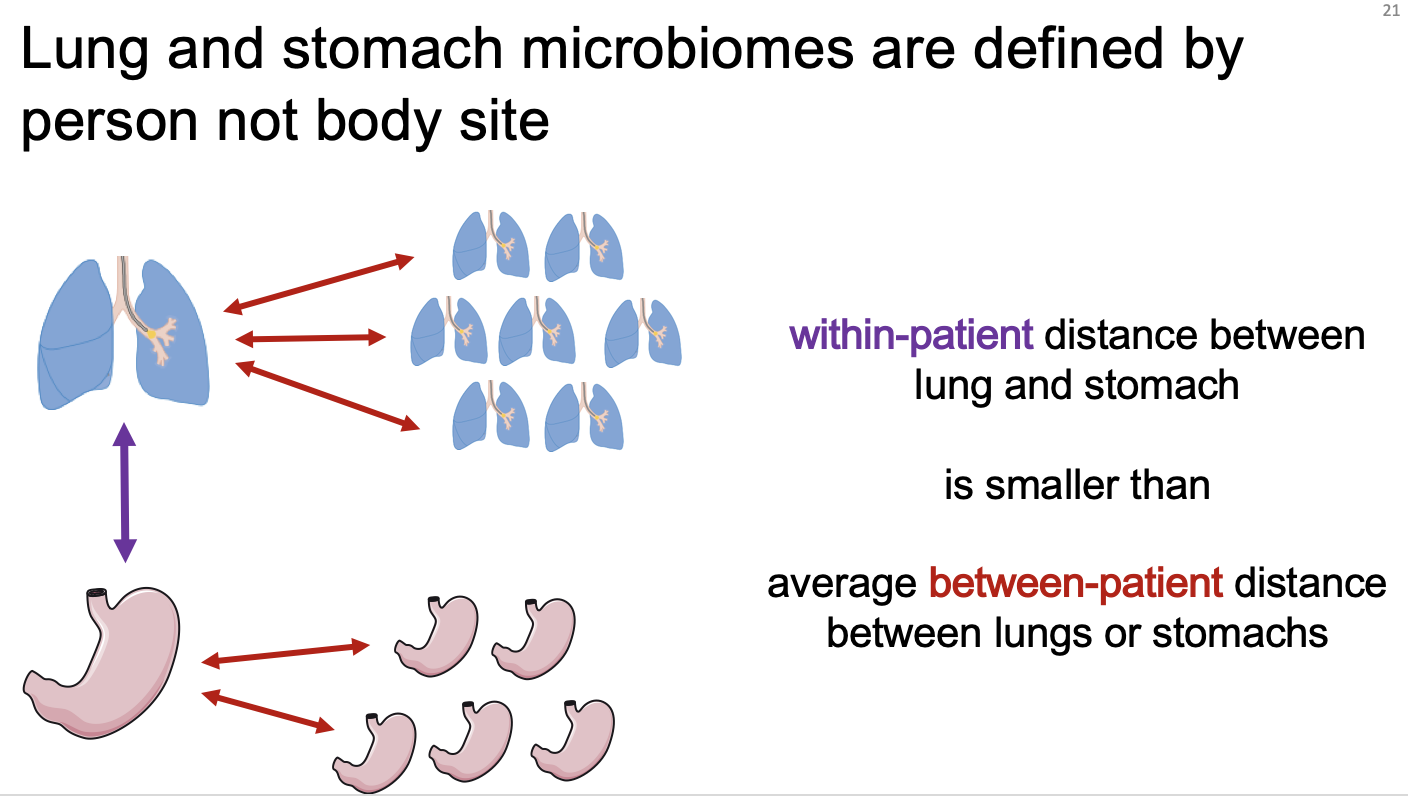 21
Lung and stomach microbiomes are defined by
person not body site
within-patient distance between
lung and stomach
is smaller than
average between-patient distance
between lungs or stomachs